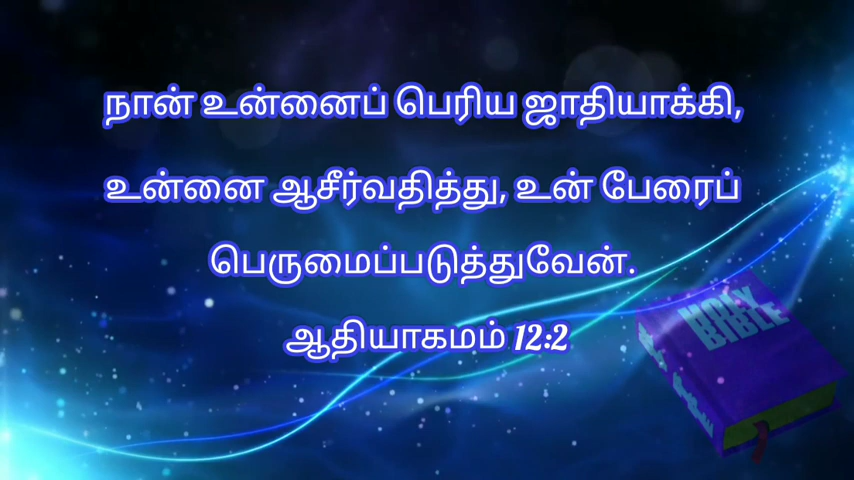 நான் உன்னைப் பெரிய ஜாதியாக்கி,
உன்னை ஆசீர்வதித்து, உன் பேரைப்
பெருமைப்படுத்துவேன்.
ஆதியாகமம் 12:2
HOLY
BIBLE